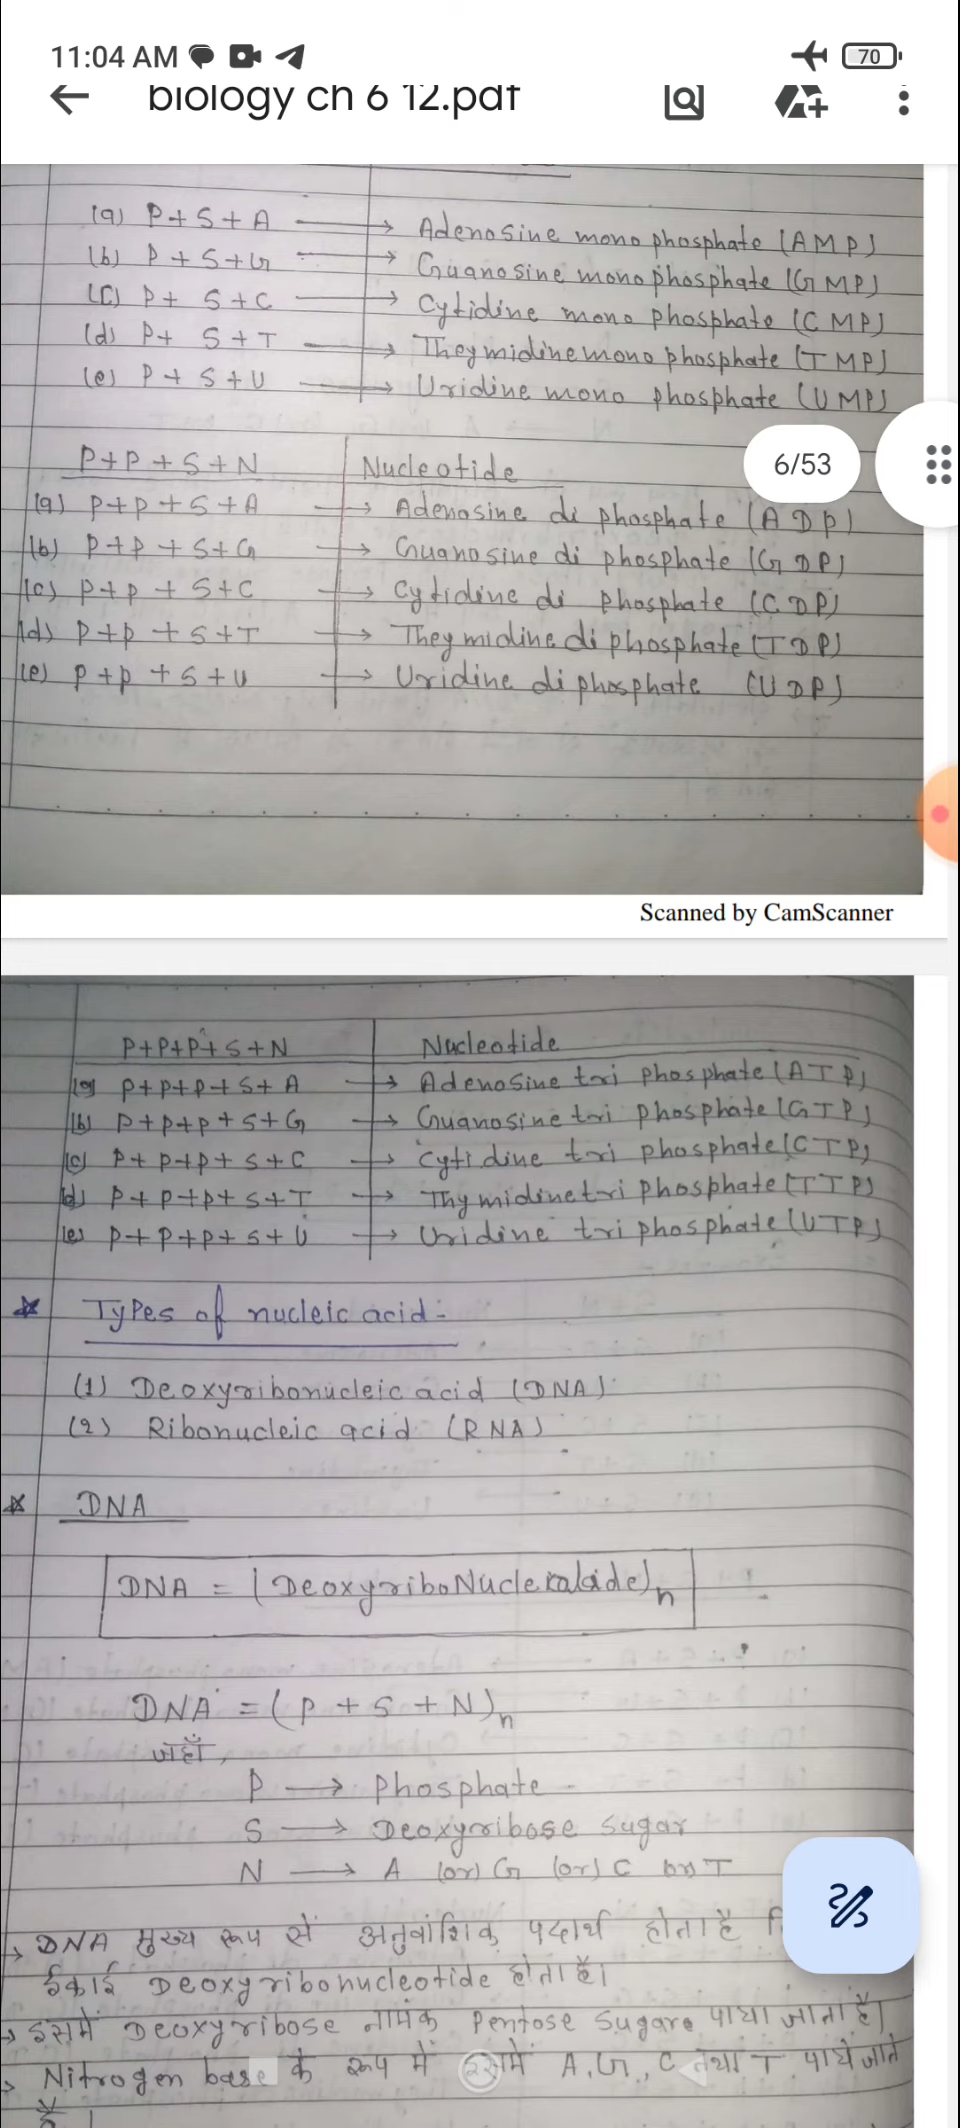 11:04 AM
70
biology ch 6 12.pdf
(a) P + S + A → Adenosine mono phosphate (AMP)
(b) P + S + G → Guanosine mono phosphate (GMP)
(c) P + S + C → Cytidine mono phosphate (CMP)
(d) P + S + T → Theymidine mono phosphate (TMP)
(e) P + S + U → Uridine mono phosphate (UMP)
6/53
P+P+S+N Nucleotide
(a) P+P+S+A → Adenosine di phosphate (ADP)
(b) P+P+S+G → Guanosine di phosphate (GDP)
(c) P+P+S+C → Cytidine di phosphate (CDP)
(d) P+P+S+T → Theymidine di phosphate (TDP)
(e) P+P+S+U → Uridine di phosphate (UDP)
Scanned by CamScanner
P+P+P+S+N Nucleotide
(a) P+P+P+S+A → Adenosine tri phosphate (ATP)
(b) P+P+P+S+G → Guanosine tri phosphate (GTP)
(c) P+P+P+S+C → Cytidine tri phosphate (CTP)
(d) P+P+P+S+T → Thymidine tri phosphate (TTP)
(e) P+P+P+S+U → Uridine tri phosphate (UTP)
Types of nucleic acid:-
(1) Deoxyribonucleic acid (DNA)
(2) Ribonucleic acid (RNA)
DNA
DNA = ( )n
DNA = (P + S + N)n
जहाँ,
P → Phosphate
S → Deoxyribose sugar
N → A (or) G (or) C or T
→ DNA मुख्य रूप से अनुवांशिक पदार्थ होता है
ईकाई Deoxyribonucleotide होता है।
→ इसमें Deoxyribose नामक Pentose Sugare पाया जाता है।
→ Nitrogen base के रूप में इसमें A, G, C तथा T पाये जाते
है।